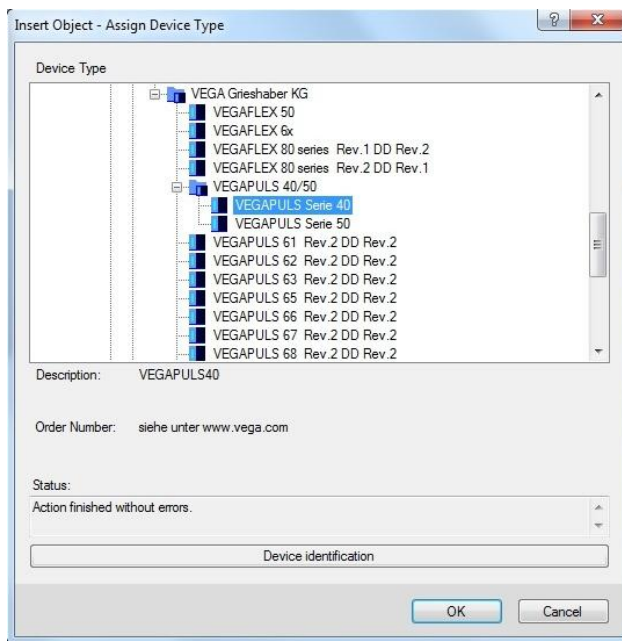 Insert Object - Assign Device Type
Device Type
VEGA Grieshaber KG
VEGAFLEX 50
VEGAFLEX 6x
VEGAFLEX 80 series Rev.1 DD Rev.2
VEGAFLEX 80 series Rev.2 DD Rev.1
VEGAPULS 40/50
VEGAPULS Serie 40
VEGAPULS Serie 50
VEGAPULS 61 Rev.2 DD Rev.2
VEGAPULS 62 Rev.2 DD Rev.2
VEGAPULS 63 Rev.2 DD Rev.2
VEGAPULS 65 Rev.2 DD Rev.2
VEGAPULS 66 Rev.2 DD Rev.2
VEGAPULS 67 Rev.2 DD Rev.2
VEGAPULS 68 Rev.2 DD Rev.2
Description: VEGAPULS40
Order Number: siehe unter www.vega.com
Status:
Action finished without errors.
Device identification
OK Cancel